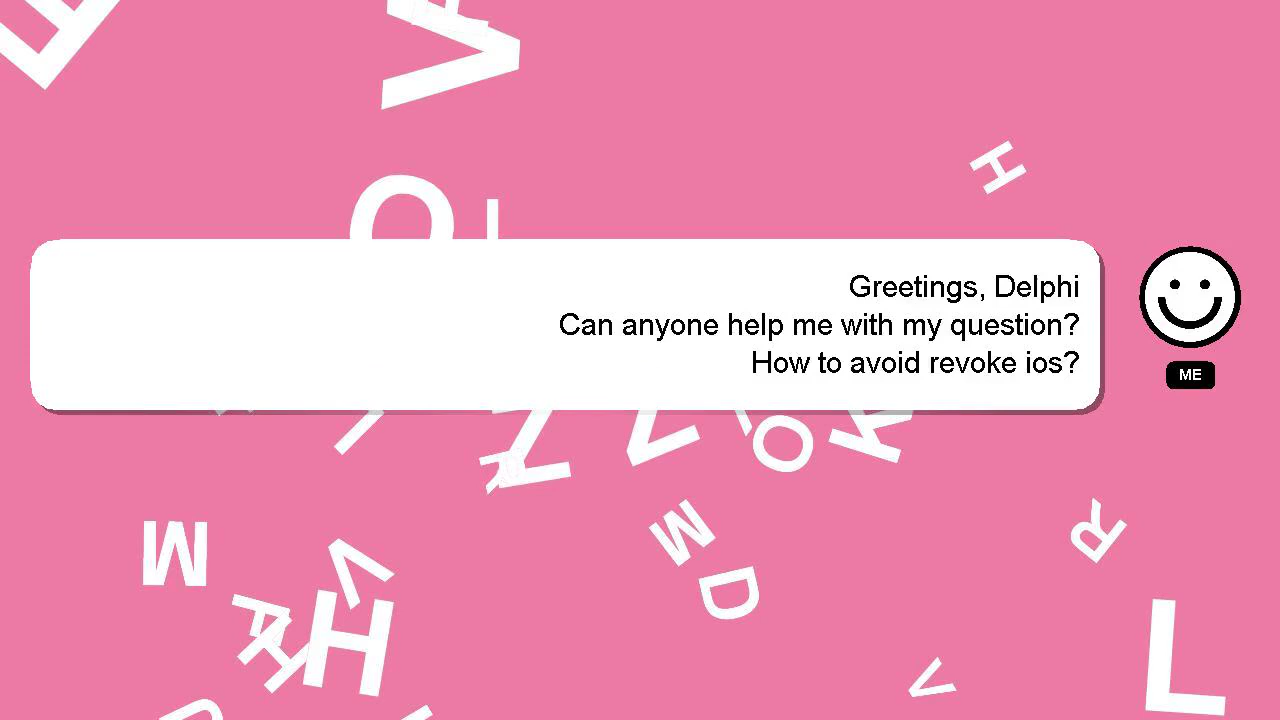 Greetings, Delphi
Can anyone help me with my question?
How to avoid revoke ios?
ME